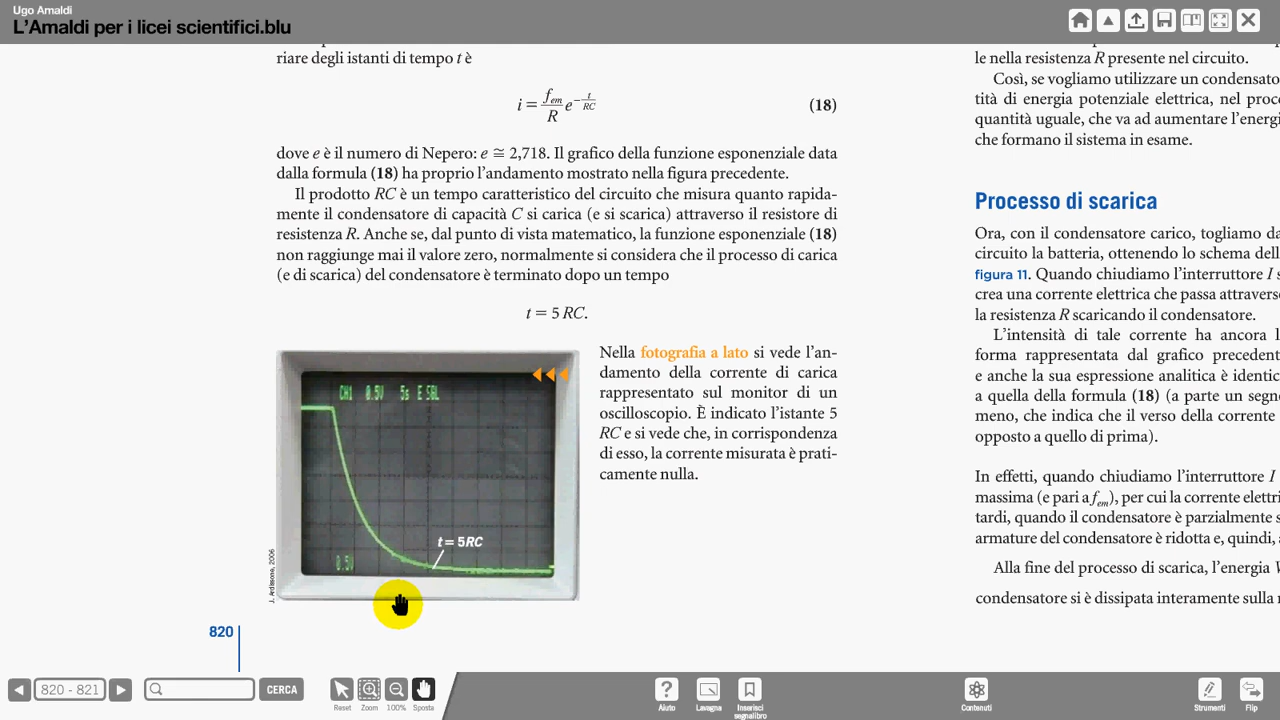 Ugo Amaldi
L'Amaldi per i licei scientifici.blu
riare degli istanti di tempo t è
i = f_em/R e^(-t/RC) (18)
dove e è il numero di Nepero: e ≅ 2,718. Il grafico della funzione esponenziale data
dalla formula (18) ha proprio l'andamento mostrato nella figura precedente.
Il prodotto RC è un tempo caratteristico del circuito che misura quanto rapida-
mente il condensatore di capacità C si carica (e si scarica) attraverso il resistore di
resistenza R. Anche se, dal punto di vista matematico, la funzione esponenziale (18)
non raggiunge mai il valore zero, normalmente si considera che il processo di carica
(e di scarica) del condensatore è terminato dopo un tempo
t = 5 RC.
CH1 0.5V 5s
t = 5RC
0.5V
J. Ardissone, 2006
Nella fotografia a lato si vede l'an-
damento della corrente di carica
rappresentato sul monitor di un
oscilloscopio. È indicato l'istante 5
RC e si vede che, in corrispondenza
di esso, la corrente misurata è prati-
camente nulla.
820
le nella resistenza R presente nel circuito.
Così, se vogliamo utilizzare un condensato
tità di energia potenziale elettrica, nel proc
quantità uguale, che va ad aumentare l'energi
che formano il sistema in esame.
Processo di scarica
Ora, con il condensatore carico, togliamo da
circuito la batteria, ottenendo lo schema dell
figura 11. Quando chiudiamo l'interruttore I s
crea una corrente elettrica che passa attravers
la resistenza R scaricando il condensatore.
L'intensità di tale corrente ha ancora l
forma rappresentata dal grafico precedent
e anche la sua espressione analitica è identic
a quella della formula (18) (a parte un segn
meno, che indica che il verso della corrente
opposto a quello di prima).
In effetti, quando chiudiamo l'interruttore I
massima (e pari a f_em), per cui la corrente elettri
tardi, quando il condensatore è parzialmente s
armature del condensatore è ridotta e, quindi,
Alla fine del processo di scarica, l'energia
condensatore si è dissipata interamente sulla
820 - 821
CERCA
Reset
Zoom
100%
Sposta
Aiuto
Lavagna
Inserisci
segnalibro
Contenuti
Strumenti
Flip